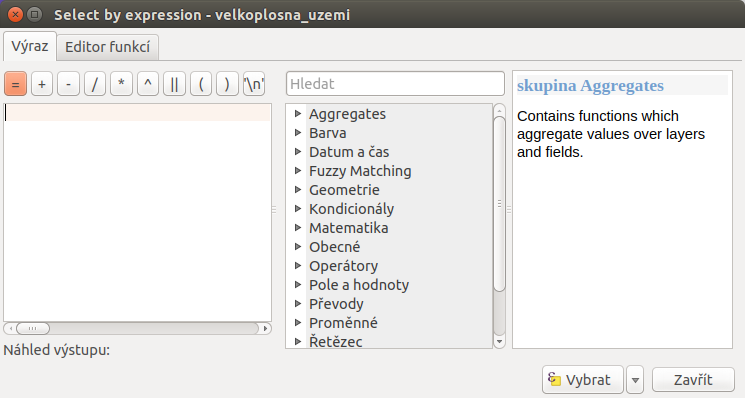 Select by expression - velkoplosna_uzemi
Výraz
Editor funkcí
= + - / * ^ || ( ) '\n'
Hledat
Aggregates
Barva
Datum a čas
Fuzzy Matching
Geometrie
Kondicionály
Matematika
Obecné
Operátory
Pole a hodnoty
Převody
Proměnné
Řetězec
skupina Aggregates
Contains functions which
aggregate values over layers
and fields.
Náhled výstupu:
Vybrat
Zavřít